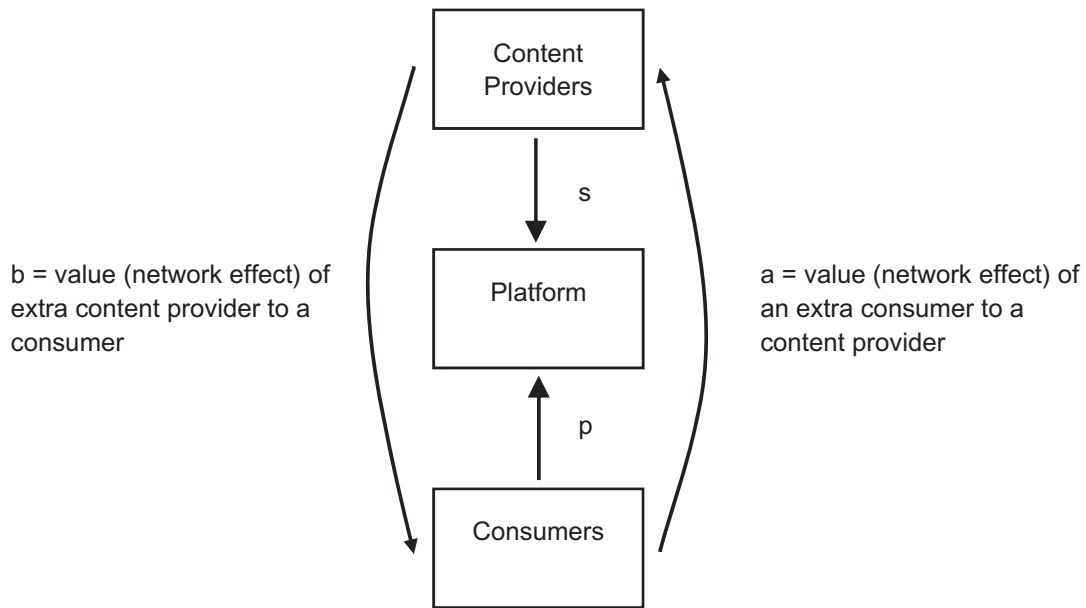 Content
Providers
s
b = value (network effect) of
extra content provider to a
consumer
Platform
a = value (network effect) of
an extra consumer to a
content provider
p
Consumers